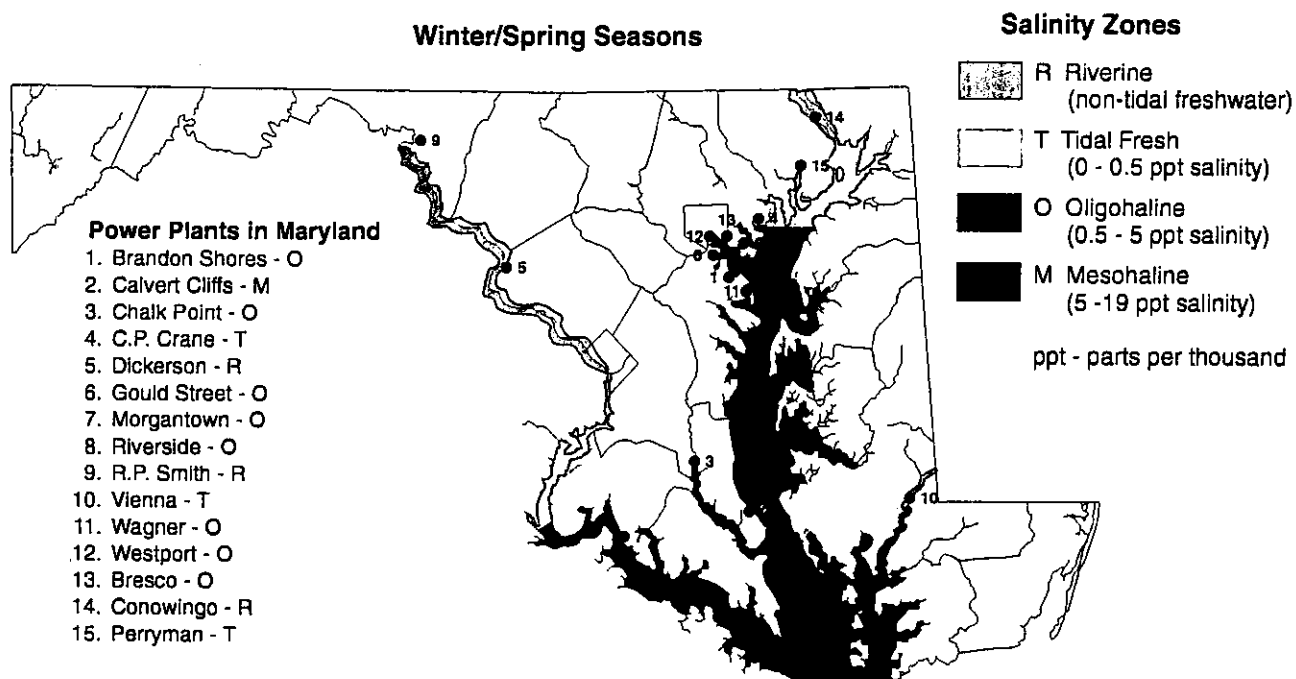 Winter/Spring Seasons
Salinity Zones
R Riverine
(non-tidal freshwater)
T Tidal Fresh
(0 - 0.5 ppt salinity)
O Oligohaline
(0.5 - 5 ppt salinity)
M Mesohaline
(5 -19 ppt salinity)
ppt - parts per thousand
Power Plants in Maryland
1. Brandon Shores - O
2. Calvert Cliffs - M
3. Chalk Point - O
4. C.P. Crane - T
5. Dickerson - R
6. Gould Street - O
7. Morgantown - O
8. Riverside - O
9. R.P. Smith - R
10. Vienna - T
11. Wagner - O
12. Westport - O
13. Bresco - O
14. Conowingo - R
15. Perryman - T
9
14
15
13
12
1
11
5
3
10